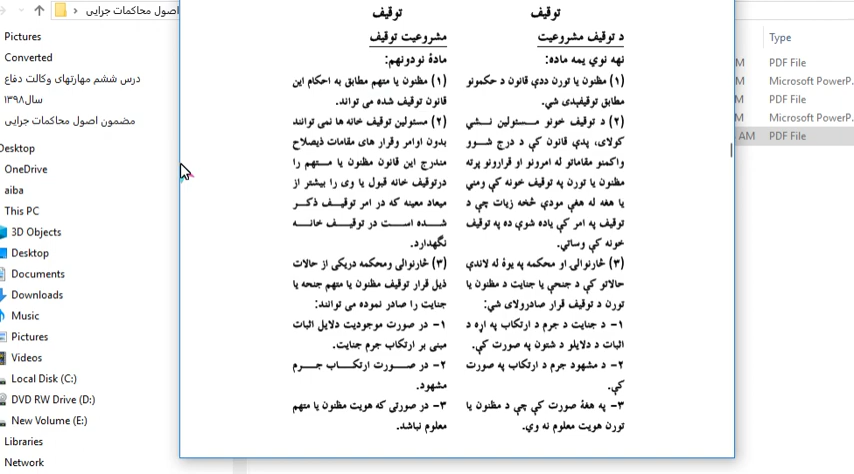 اصول محاکمات جرایی
Pictures
Converted
درس ششم مهارتهای وکالت دفاع
سال۱۳۹۸
مضمون اصول محاکمات جرایی
Desktop
OneDrive
aiba
This PC
3D Objects
Desktop
Documents
Downloads
Music
Pictures
Videos
Local Disk (C:)
DVD RW Drive (D:)
New Volume (E:)
Libraries
Network
توقیف
د توقیف مشروعیت
نهه نوي یمه ماده:
(۱) مظنون یا تورن ددې قانون د حکمونو
مطابق توقیفېدی شي.
(۲) د توقیف خونو مسئولین نشي
کولای، پدې قانون کې د درج شوو
واکمنو مقاماتو له امرونو او قرارونو پرته
مظنون یا تورن په توقیف خونه کې ومني
یا هغه له هغې مودې څخه زیات چې د
توقیف په امر کې یاده شوې ده په توقیف
خونه کې وساتي.
(۳) څارنوالي او محکمه په یوۀ له لاندې
حالاتو کې د جنحې یا جنایت د مظنون یا
تورن د توقیف قرار صادرولای شي:
۱- د جنایت د جرم د ارتکاب په اړه د
اثبات د دلایلو د شتون په صورت کې.
۲- د مشهود جرم د ارتکاب په صورت
کې.
۳- په هغۀ صورت کې چې د مظنون یا
تورن هویت معلوم نه وي.
توقیف
مشروعیت توقیف
مادۀ نودونهم:
(۱) مظنون یا متهم مطابق به احکام این
قانون توقیف شده می تواند.
(۲) مسئولین توقیف خانه ها نمی توانند
بدون اوامر وقرار های مقامات ذیصلاح
مندرج این قانون مظنون یا متهم را
درتوقیف خانه قبول یا وی را بیشتر از
میعاد معینه که در امر توقیف ذکر
شده است در توقیف خانه
نگهدارد.
(۳) څارنوالی ومحکمه دریکی از حالات
ذیل قرار توقیف مظنون یا متهم جنحه یا
جنایت را صادر نموده می توانند:
۱- در صورت موجودیت دلایل اثبات
مبنی بر ارتکاب جرم جنایت.
۲- در صورت ارتکاب جرم
مشهود.
۳- در صورتی که هویت مظنون یا متهم
معلوم نباشد.
Type
M PDF File
M Microsoft PowerP.
M PDF File
M Microsoft PowerP.
AM PDF File